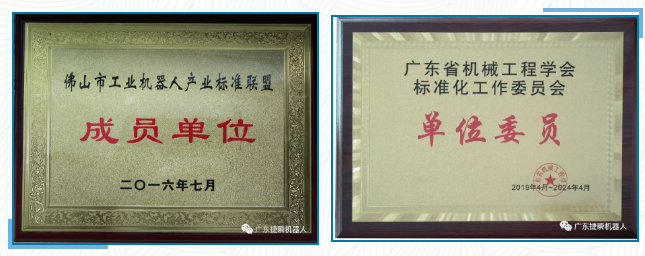 佛山市工业机器人产业标准联盟
成员单位
二〇一六年七月
广东捷瞬机器人
广东省机械工程学会
标准化工作委员会
单位委员
2019年4月-2024年4月
广东捷瞬机器人